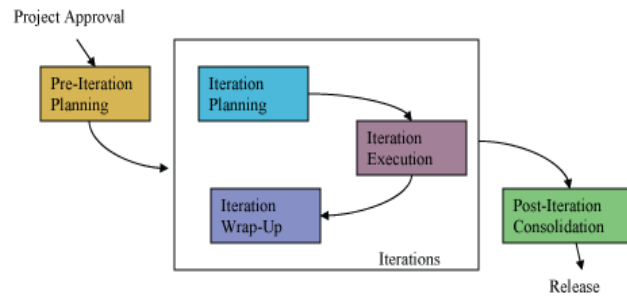 Project Approval
Pre-Iteration
Planning
Iteration
Planning
Iteration
Execution
Iteration
Wrap-Up
Iterations
Post-Iteration
Consolidation
Release